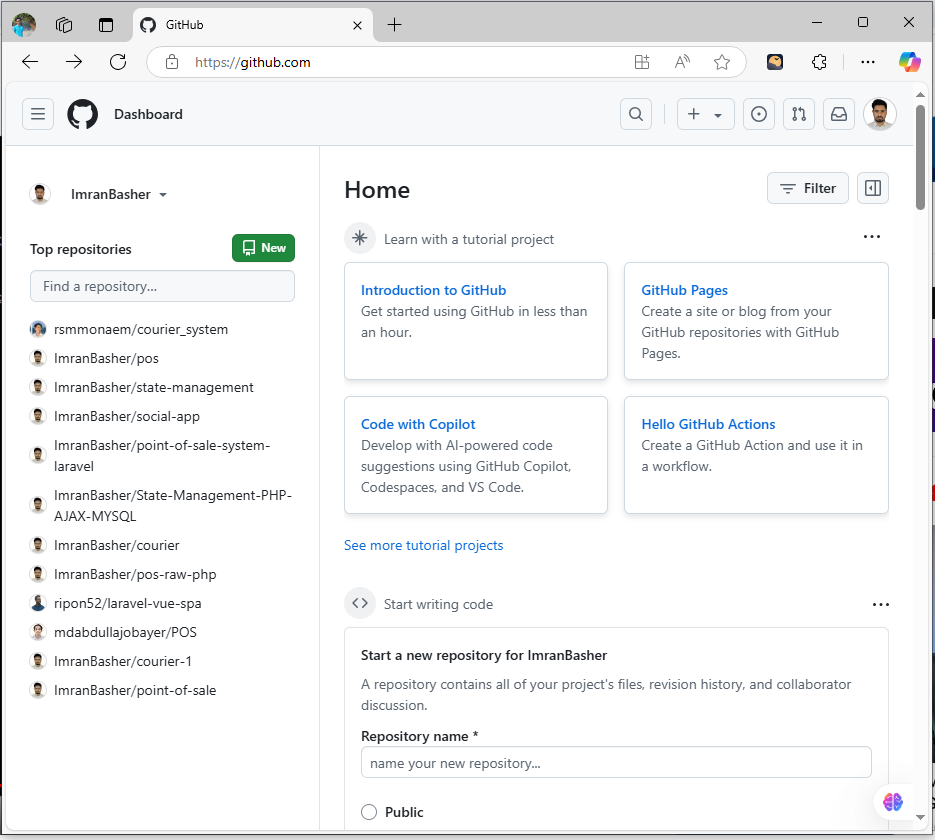 GitHub
https://github.com
Dashboard
ImranBasher
Top repositories
New
Find a repository...
rsmmonaem/courier_system
ImranBasher/pos
ImranBasher/state-management
ImranBasher/social-app
ImranBasher/point-of-sale-system-
laravel
ImranBasher/State-Management-PHP-
AJAX-MYSQL
ImranBasher/courier
ImranBasher/pos-raw-php
ripon52/laravel-vue-spa
mdabdullajobayer/POS
ImranBasher/courier-1
ImranBasher/point-of-sale
Home
Filter
Learn with a tutorial project
Introduction to GitHub
Get started using GitHub in less than
an hour.
GitHub Pages
Create a site or blog from your
GitHub repositories with GitHub
Pages.
Code with Copilot
Develop with AI-powered code
suggestions using GitHub Copilot,
Codespaces, and VS Code.
Hello GitHub Actions
Create a GitHub Action and use it in
a workflow.
See more tutorial projects
Start writing code
Start a new repository for ImranBasher
A repository contains all of your project's files, revision history, and collaborator
discussion.
Repository name *
name your new repository...
Public